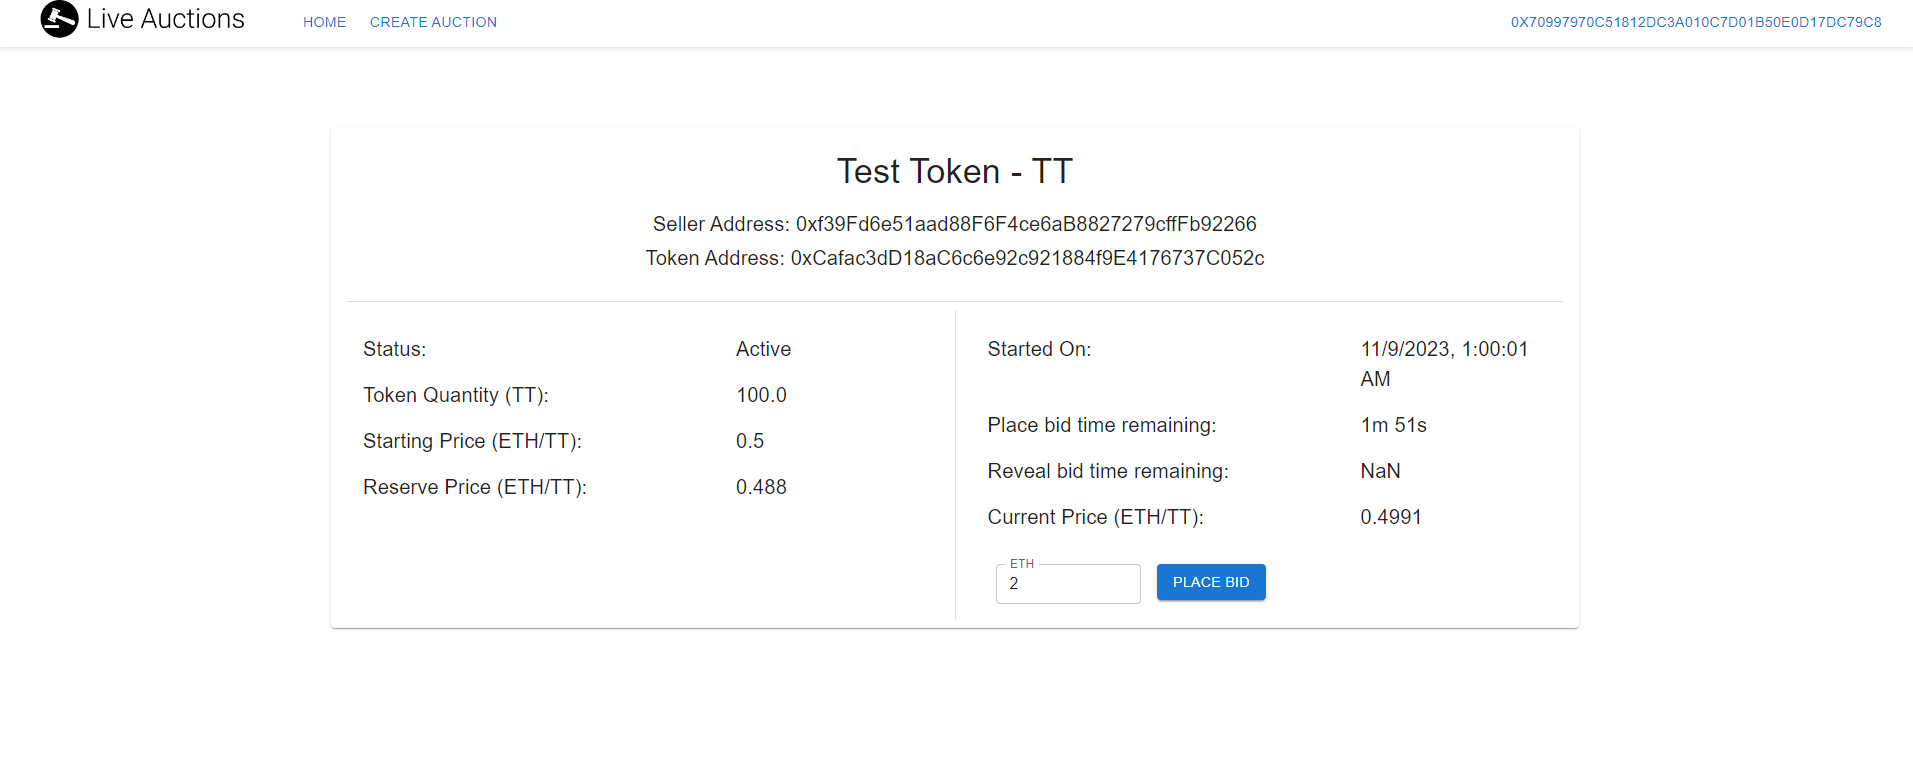 Live Auctions
HOME
CREATE AUCTION
0X70997970C51812DC3A010C7D01B50E0D17DC79C8
Test Token - TT
Seller Address: 0xf39Fd6e51aad88F6F4ce6aB8827279cffFb92266
Token Address: 0xCafac3dD18aC6c6e92c921884f9E4176737C052c
Status: Active
Token Quantity (TT): 100.0
Starting Price (ETH/TT): 0.5
Reserve Price (ETH/TT): 0.488
Started On: 11/9/2023, 1:00:01
AM
Place bid time remaining: 1m 51s
Reveal bid time remaining: NaN
Current Price (ETH/TT): 0.4991
ETH
2
PLACE BID